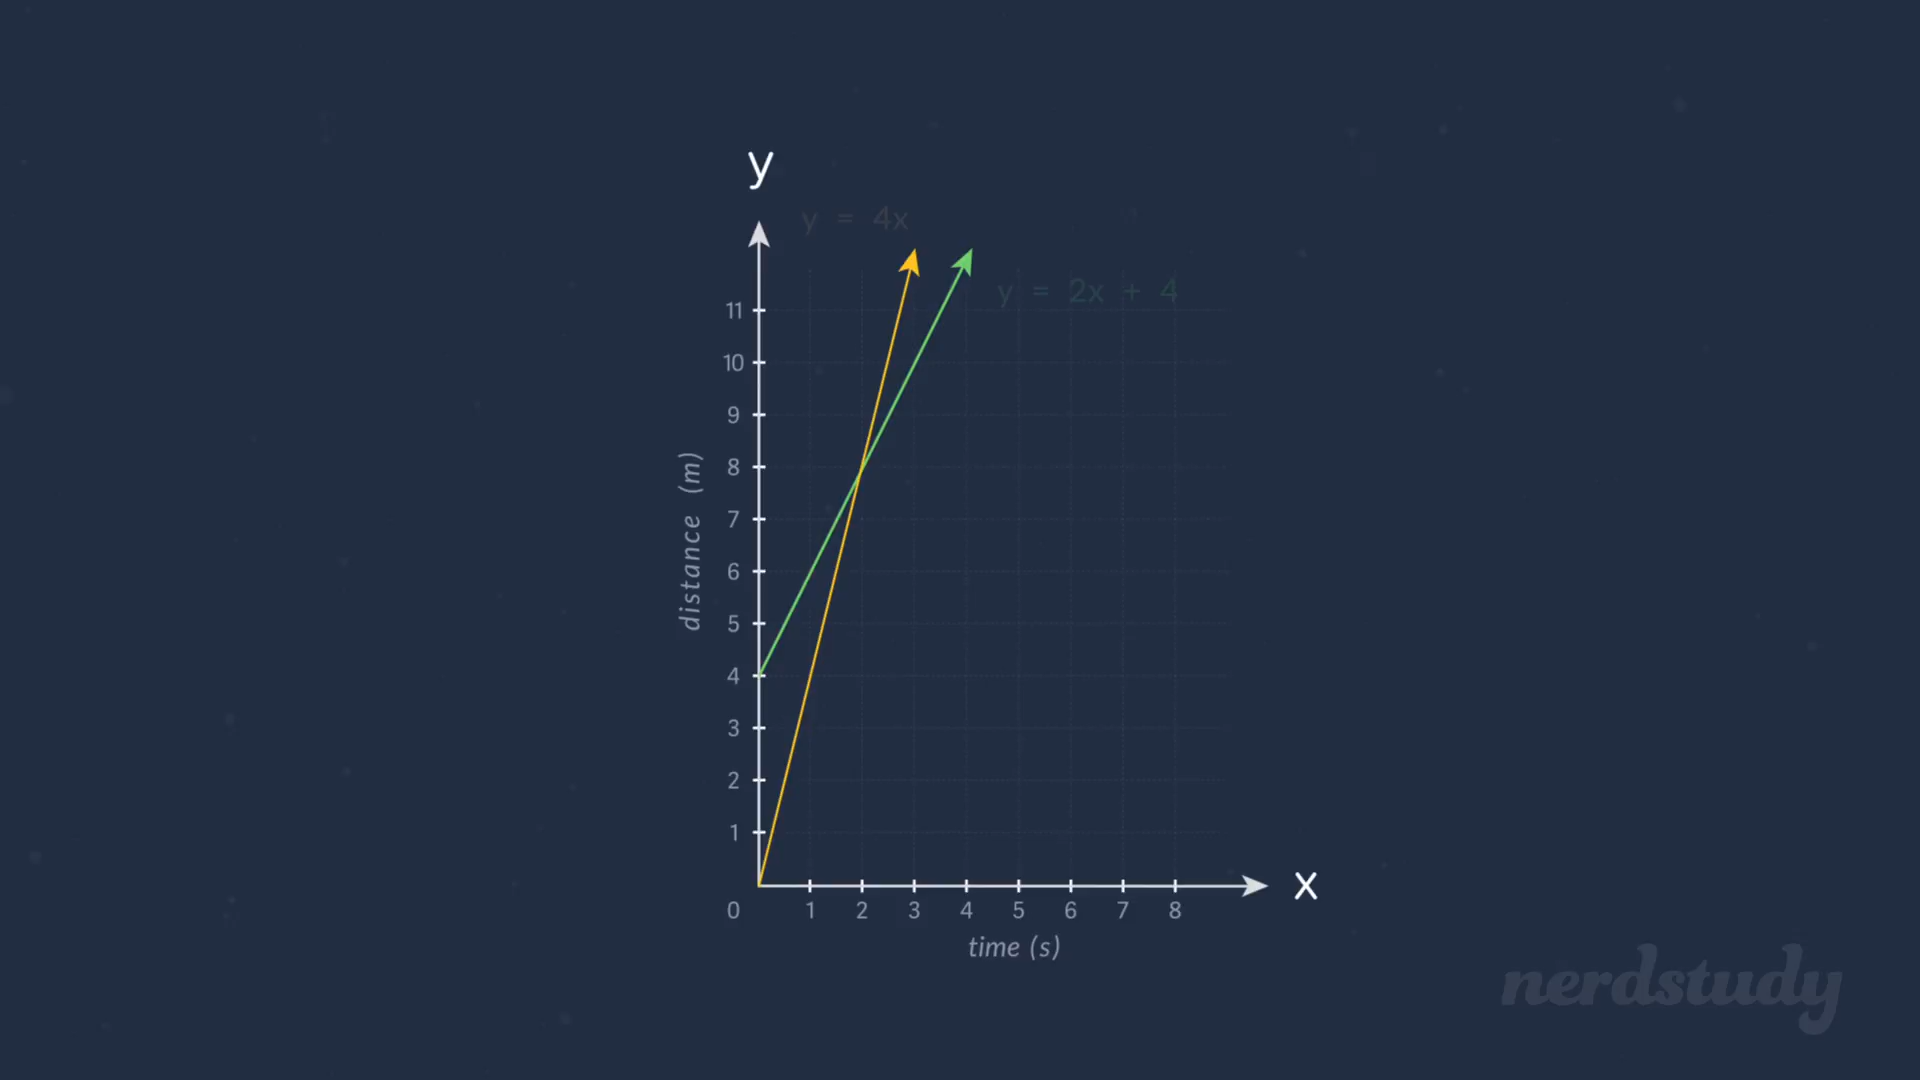 y
y = 4x
y = 2x + 4
11
10
9
8
7
6
5
4
3
2
1
distance (m)
x
0 1 2 3 4 5 6 7 8
time (s)
nerdstudy